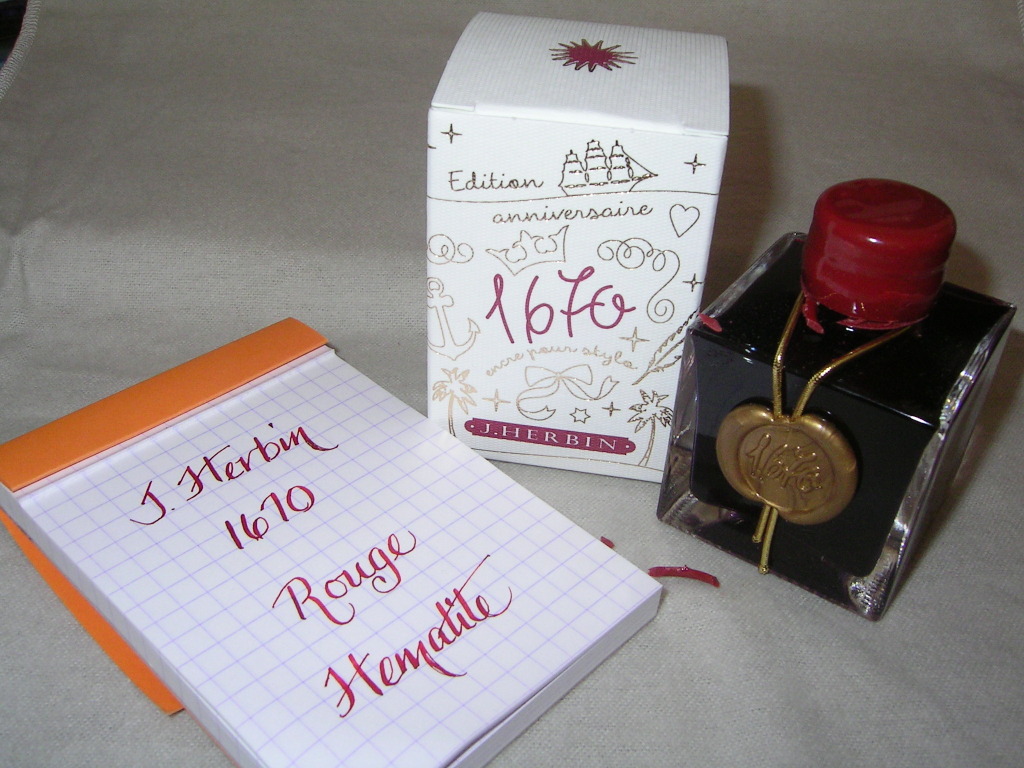 Edition
anniversaire
1670
encre pour stylo
J. HERBIN
J. Herbin
1670
Rouge
Hematite
1670